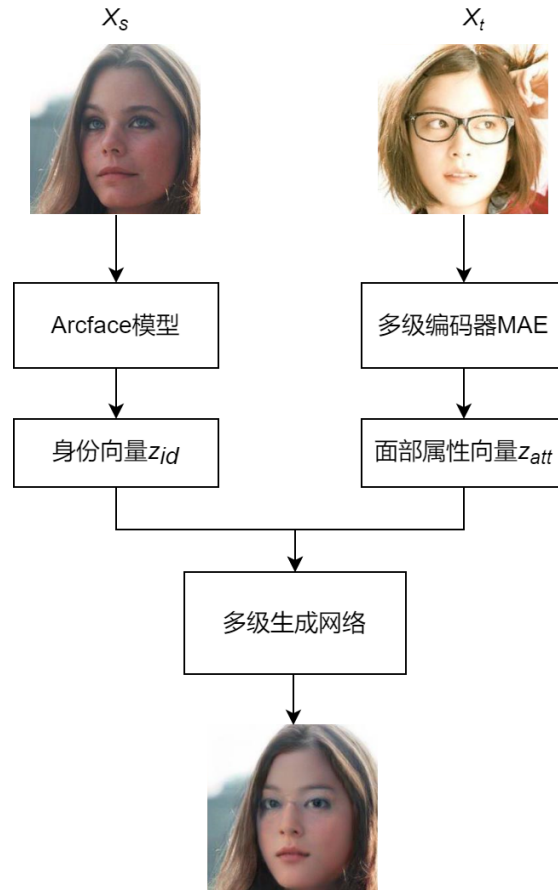 Xs
Xt
Arcface模型
多级编码器MAE
身份向量zid
面部属性向量zatt
多级生成网络